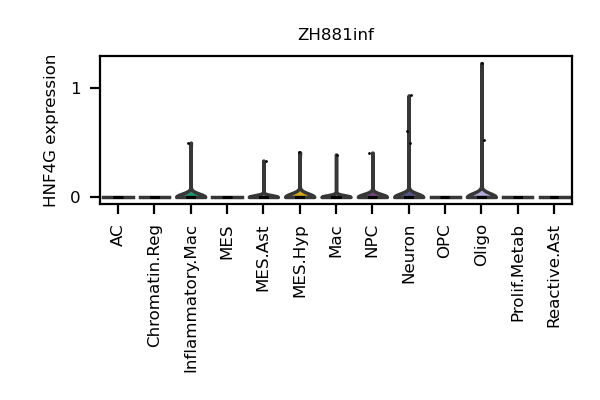 ZH881inf
HNF4G expression
1
0
AC
Chromatin.Reg
Inflammatory.Mac
MES
MES.Ast
MES.Hyp
Mac
NPC
Neuron
OPC
Oligo
Prolif.Metab
Reactive.Ast